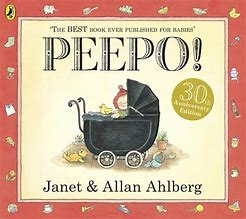 'THE BEST BOOK EVER PUBLISHED FOR BABIES'
PEEPO!
30th
Anniversary
Edition
Janet & Allan Ahlberg